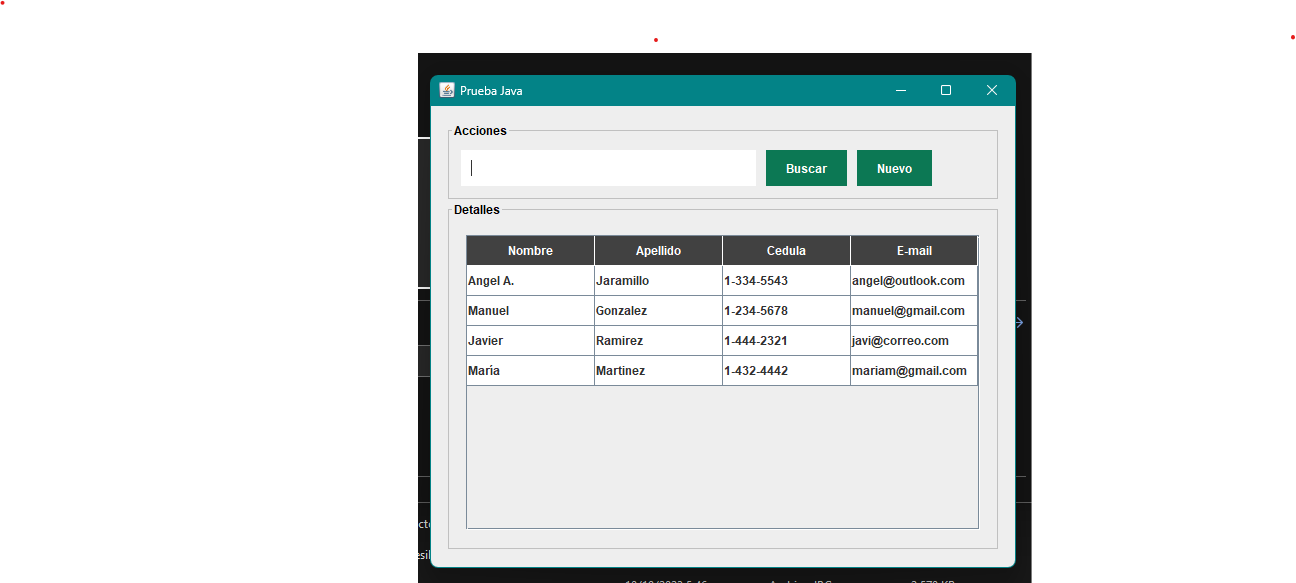 Prueba Java
Acciones
Buscar Nuevo
Detalles
Nombre Apellido Cedula E-mail
Angel A. Jaramillo 1-334-5543 angel@outlook.com
Manuel Gonzalez 1-234-5678 manuel@gmail.com
Javier Ramirez 1-444-2321 javi@correo.com
María Martinez 1-432-4442 mariam@gmail.com